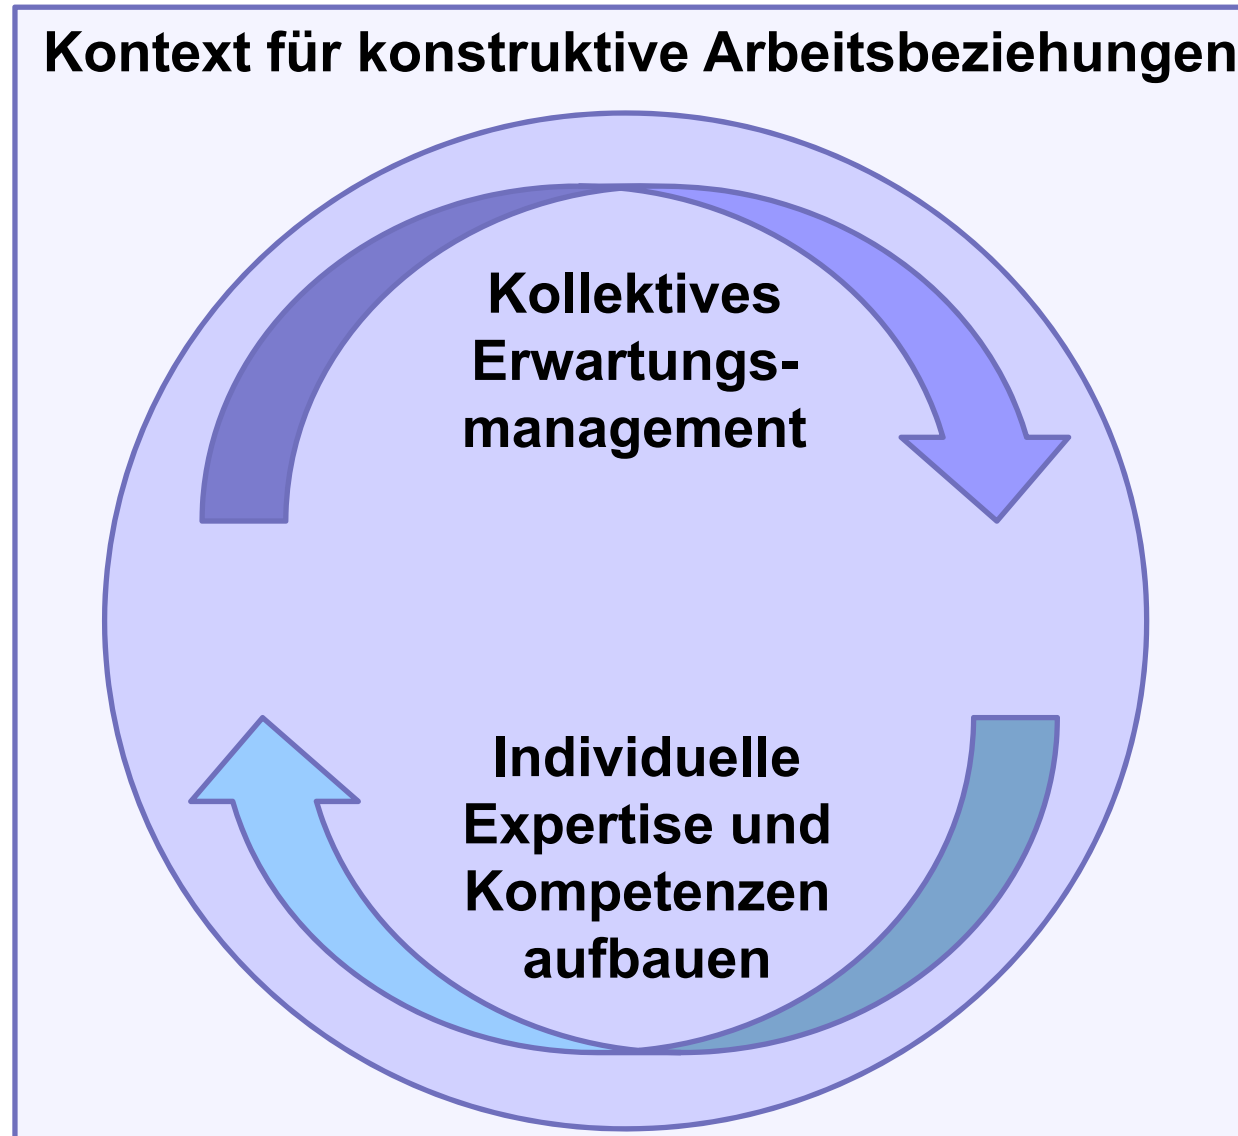 Kontext für konstruktive Arbeitsbeziehungen
Kollektives
Erwartungs-
management
Individuelle
Expertise und
Kompetenzen
aufbauen